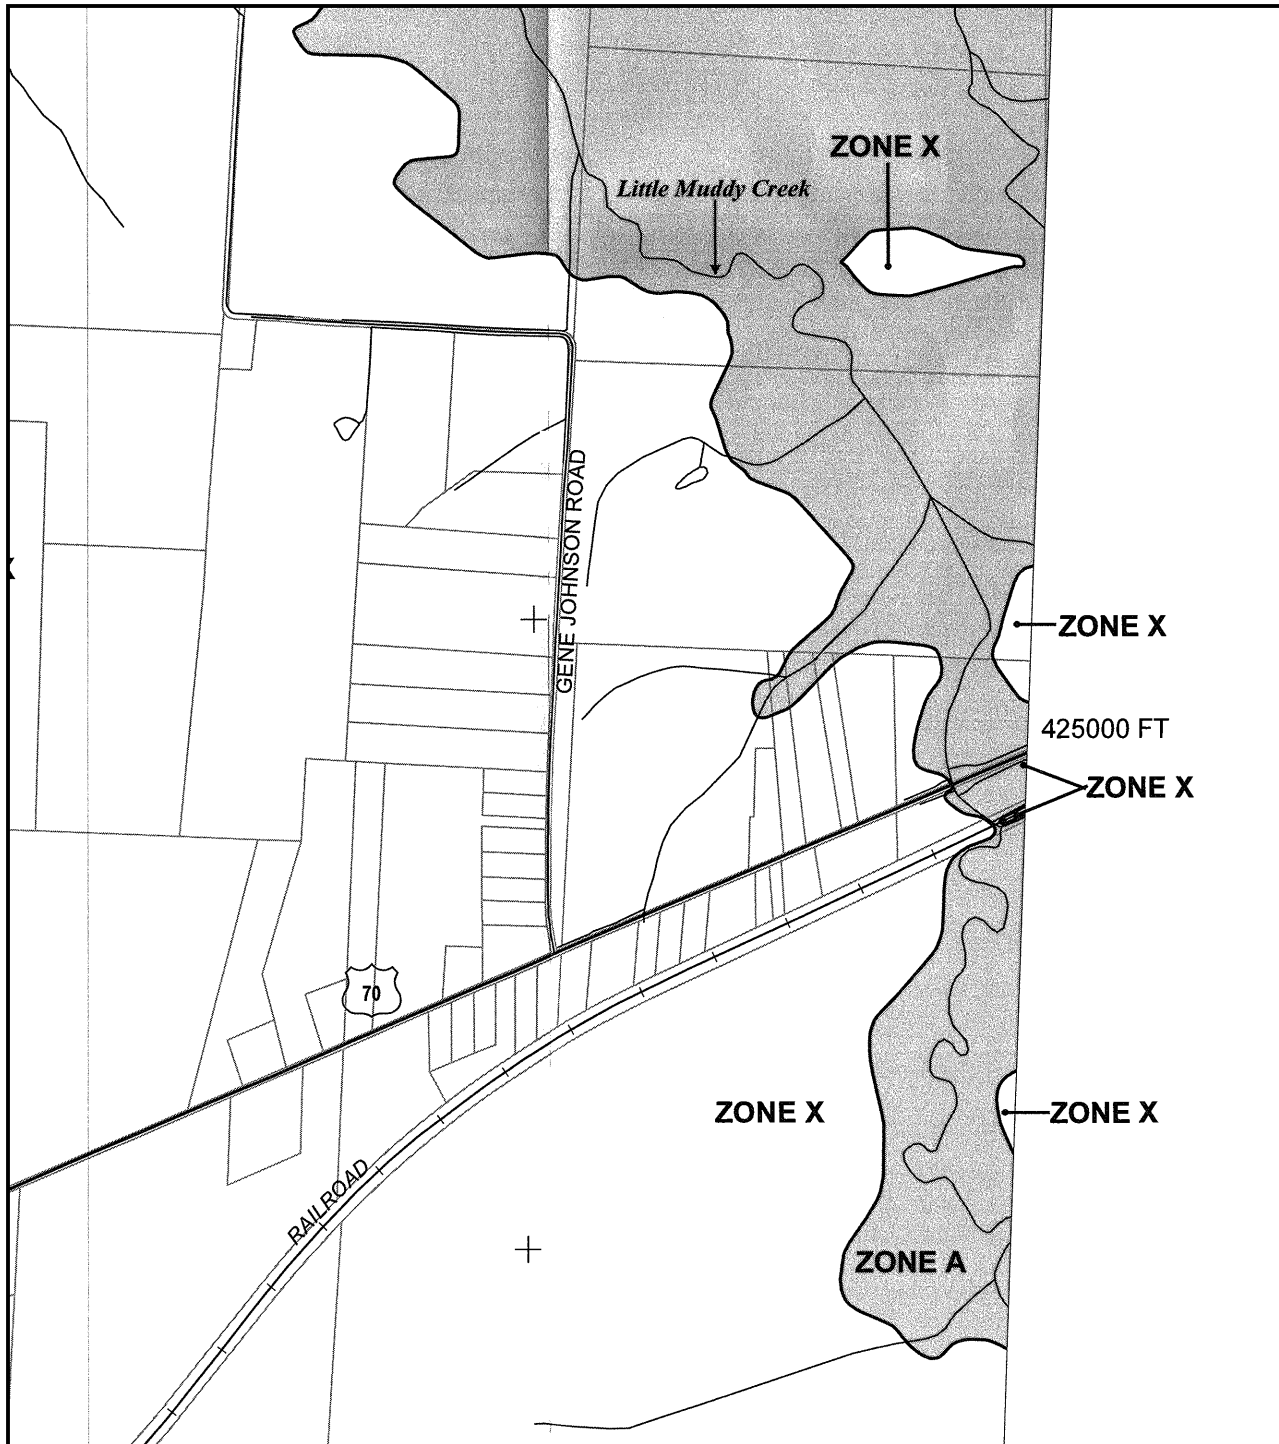 ZONE X
Little Muddy Creek
GENE JOHNSON ROAD
X
ZONE X
425000 FT
ZONE X
70
ZONE X
ZONE X
RAILROAD
ZONE A